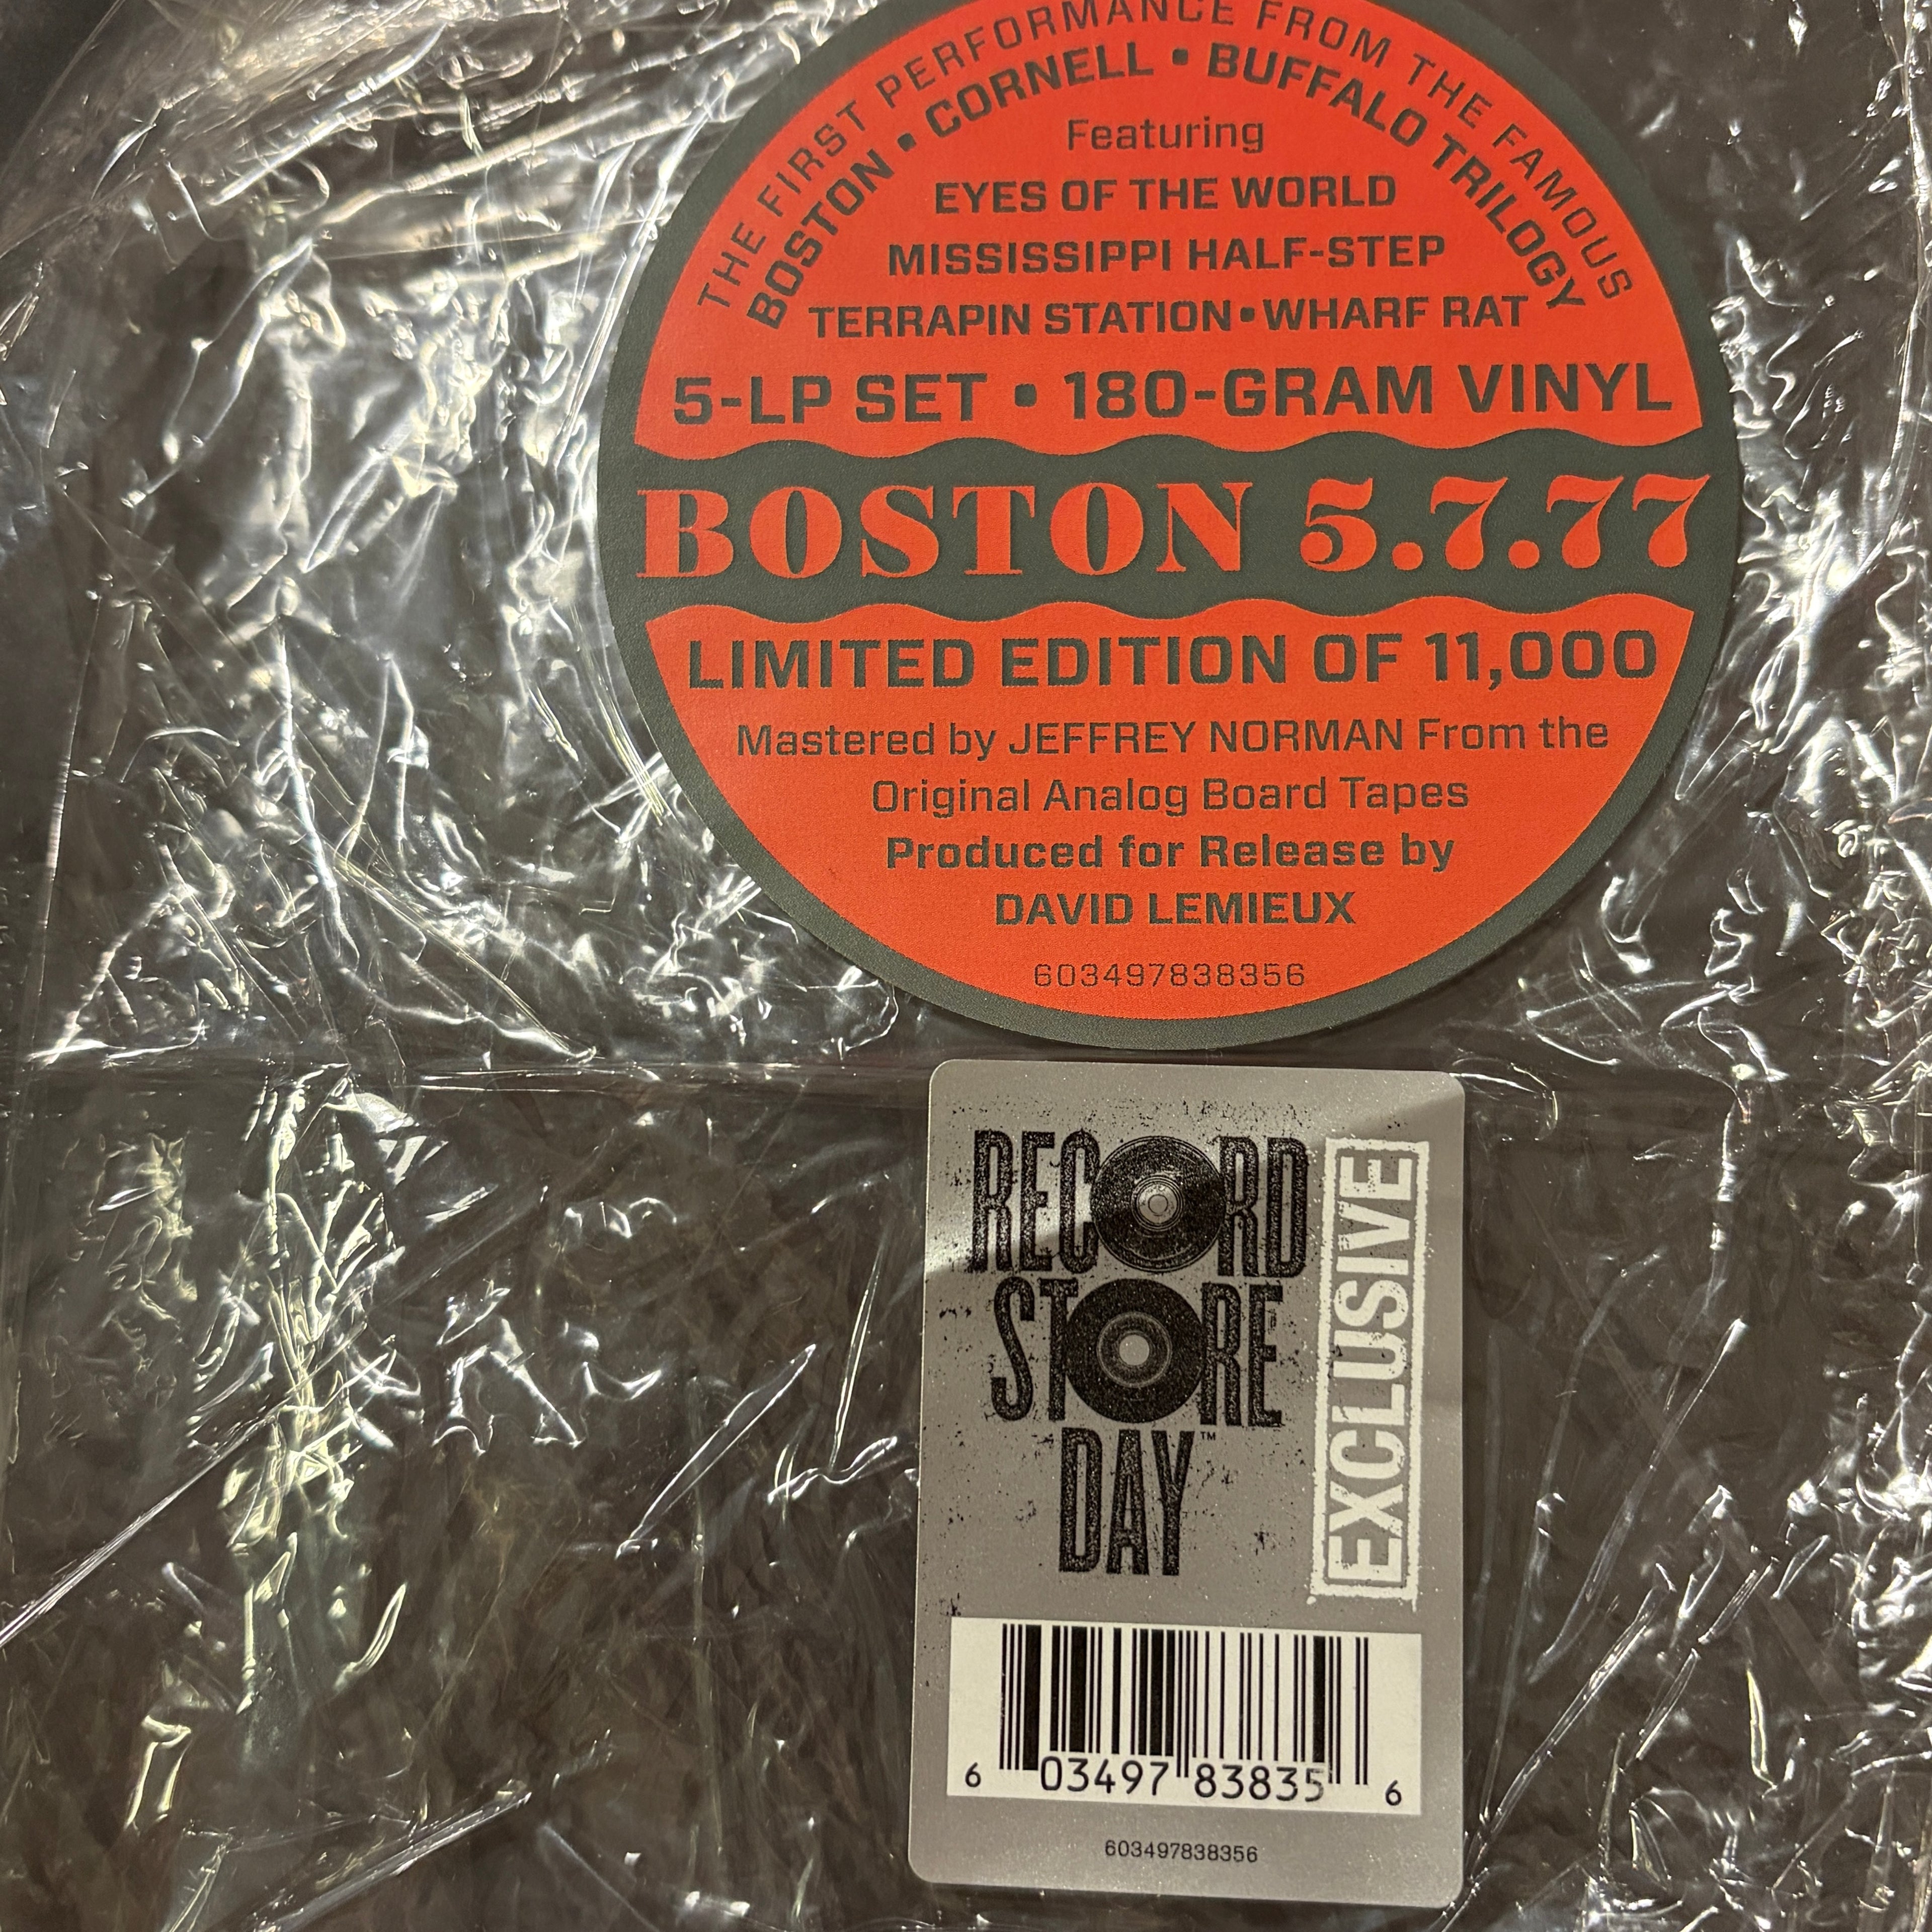 THE FIRST PERFORMANCE FROM THE FAMOUS
BOSTON • CORNELL • BUFFALO TRILOGY
Featuring
EYES OF THE WORLD
MISSISSIPPI HALF-STEP
TERRAPIN STATION • WHARF RAT
5-LP SET • 180-GRAM VINYL
BOSTON 5.7.77
LIMITED EDITION OF 11,000
Mastered by JEFFREY NORMAN From the
Original Analog Board Tapes
Produced for Release by
DAVID LEMIEUX
603497838356
RECORD
STORE
DAY™
EXCLUSIVE
6 03497 83835 6
603497838356